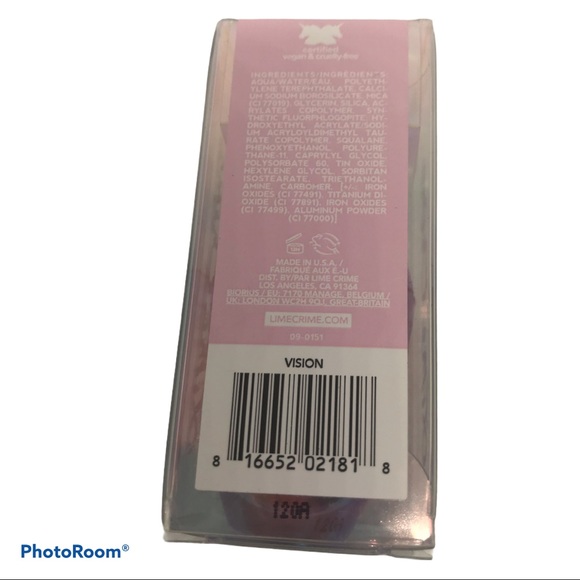 certified
vegan & cruelty-free
INGREDIENTS/INGRÉDIENTS:
AQUA/WATER/EAU, POLYETH-
YLENE TEREPHTHALATE, CALCI-
UM SODIUM BOROSILICATE, MICA
(CI 77019), GLYCERIN, SILICA, AC-
RYLATES COPOLYMER, SYN-
THETIC FLUORPHLOGOPITE, HY-
DROXYETHYL ACRYLATE/SODI-
UM ACRYLOYLDIMETHYL TAU-
RATE COPOLYMER, SQUALANE,
PHENOXYETHANOL, POLYURE-
THANE-11, CAPRYLYL GLYCOL,
POLYSORBATE 60, TIN OXIDE,
HEXYLENE GLYCOL, SORBITAN
ISOSTEARATE, TRIETHANOL-
AMINE, CARBOMER, [+/-: IRON
OXIDES (CI 77491), TITANIUM DI-
OXIDE (CI 77891), IRON OXIDES
(CI 77499), ALUMINUM POWDER
(CI 77000)]
MADE IN U.S.A. /
FABRIQUÉ AUX É.-U
DIST. BY/PAR LIME CRIME
LOS ANGELES, CA 91364
BIORIUS / EU: 7170 MANAGE, BELGIUM /
UK: LONDON WC2H 9QJ, GREAT-BRITAIN
LIMECRIME.COM
09-0151
VISION
8 16652 02181 8
120A
PhotoRoom®